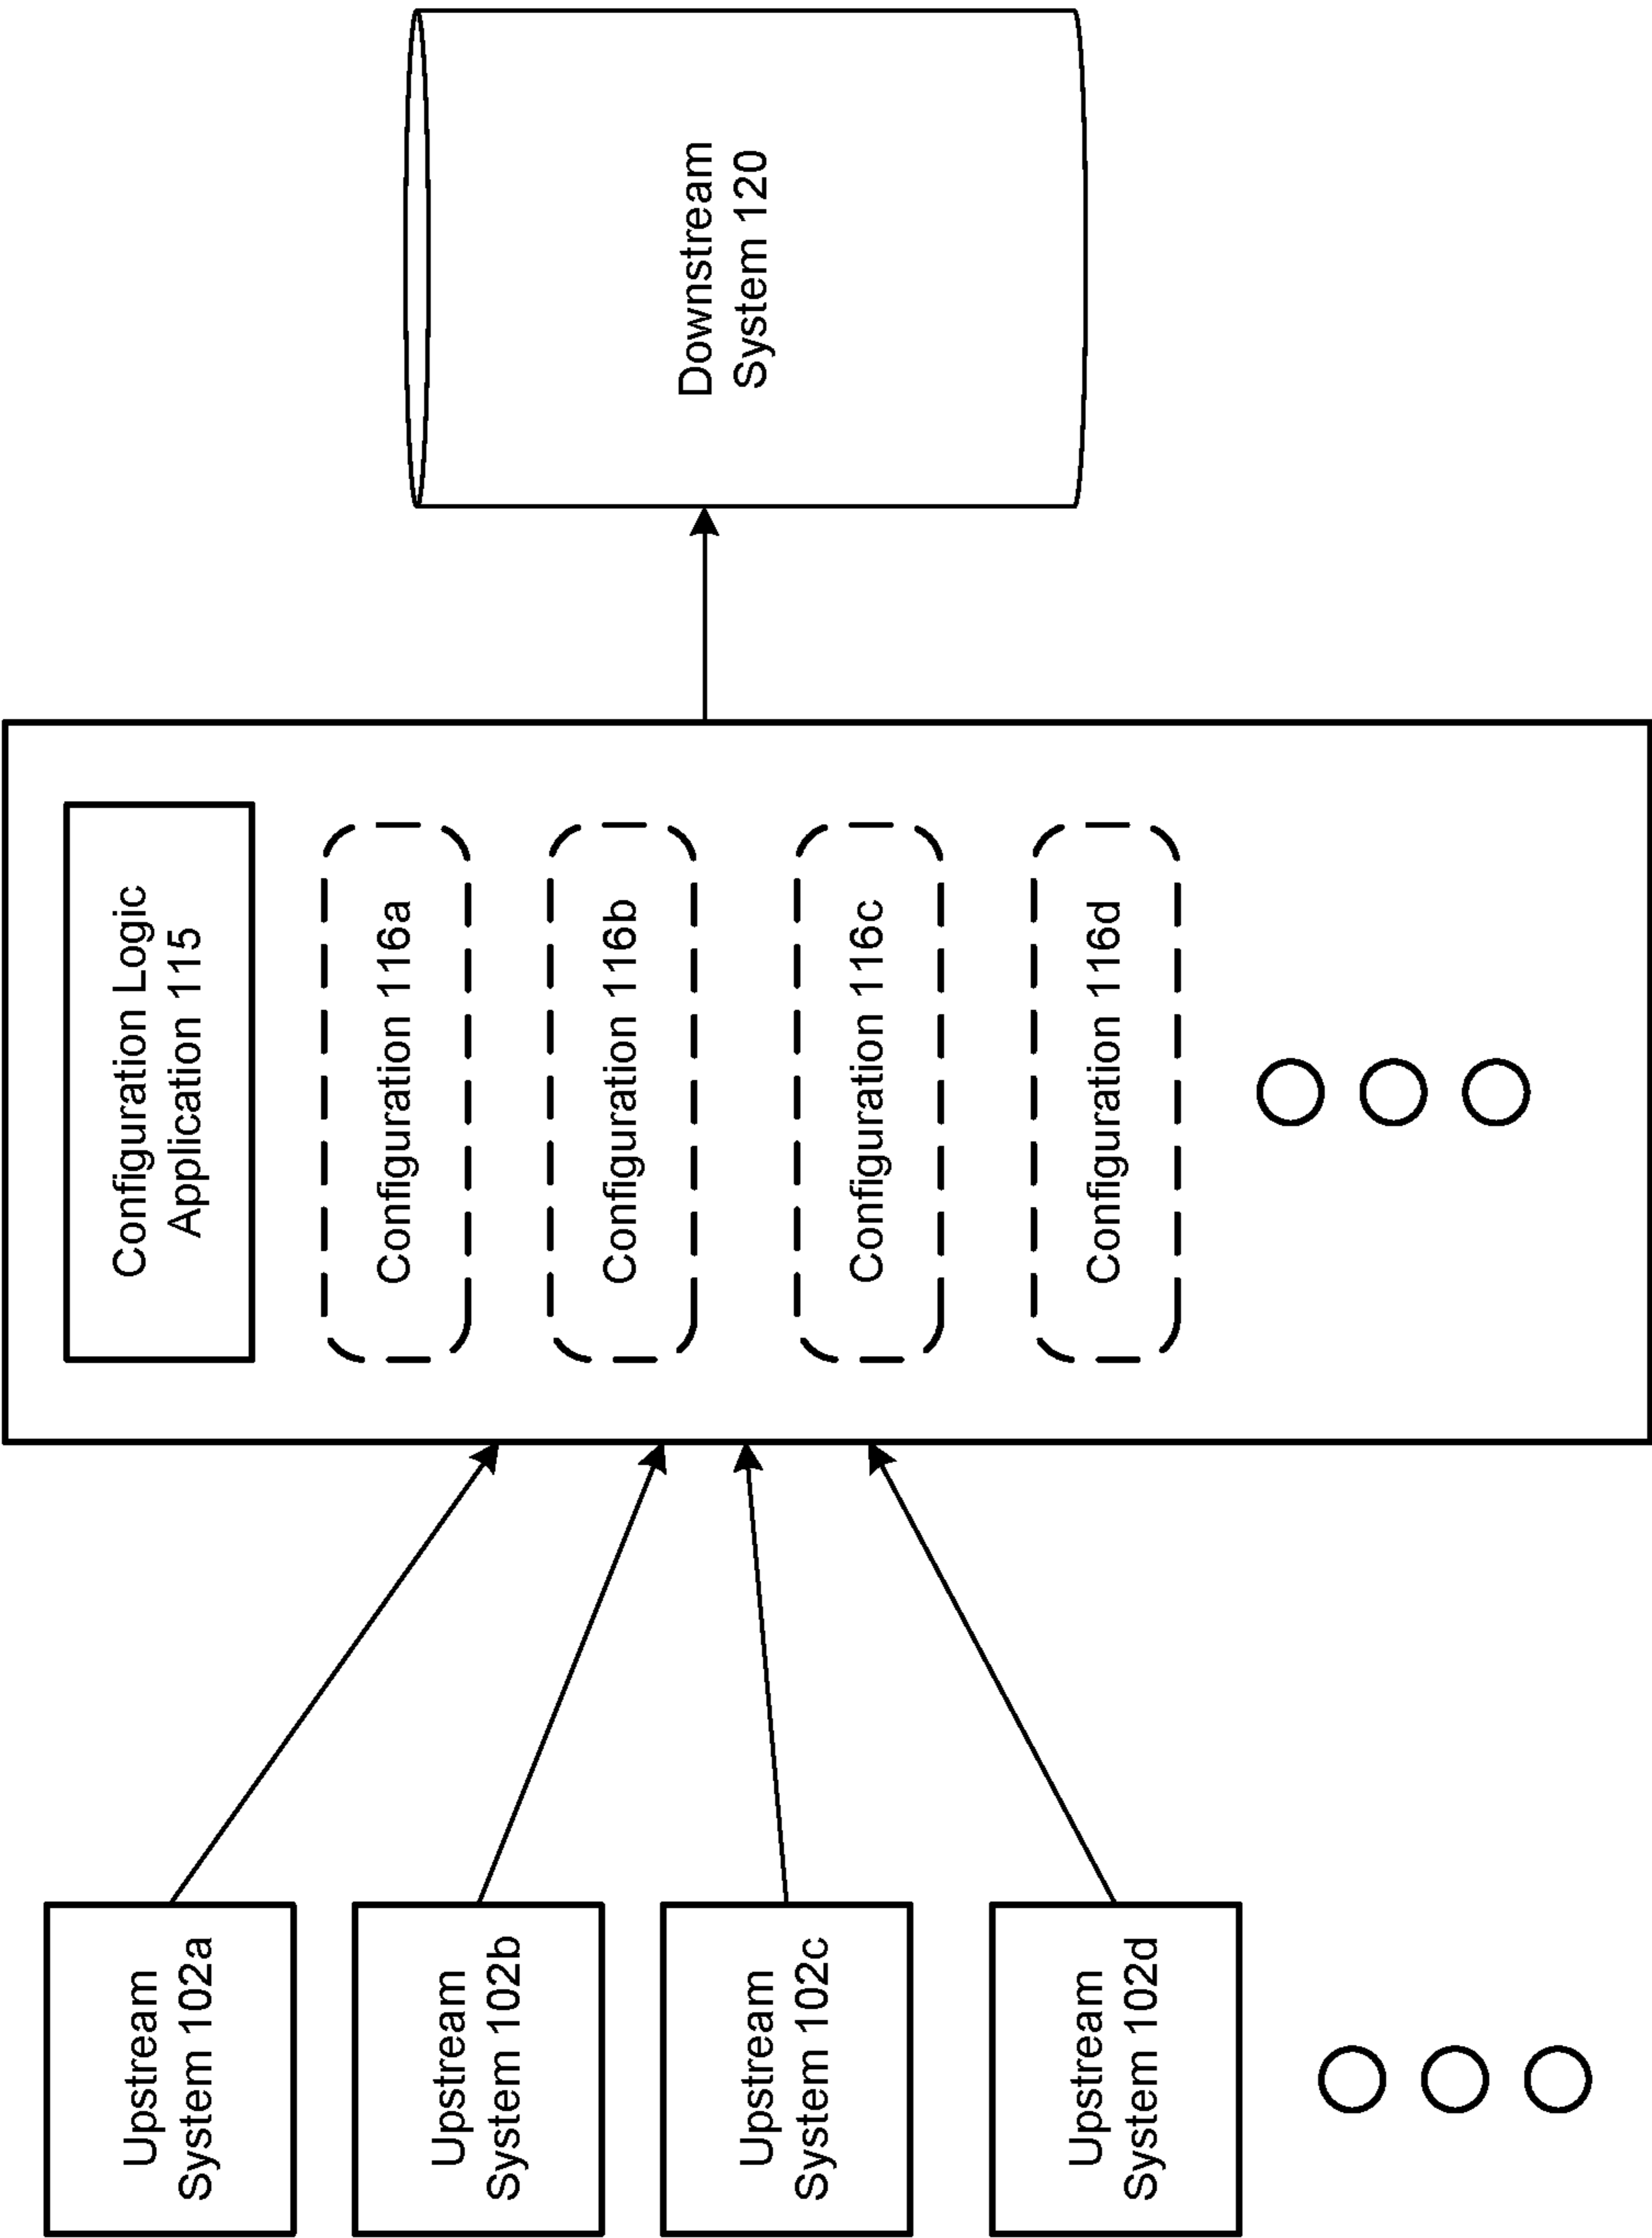 Upstream
System 102a
Upstream
System 102b
Upstream
System 102c
Upstream
System 102d
Configuration Logic
Application 115
Configuration 116a
Configuration 116b
Configuration 116c
Configuration 116d
Downstream
System 120